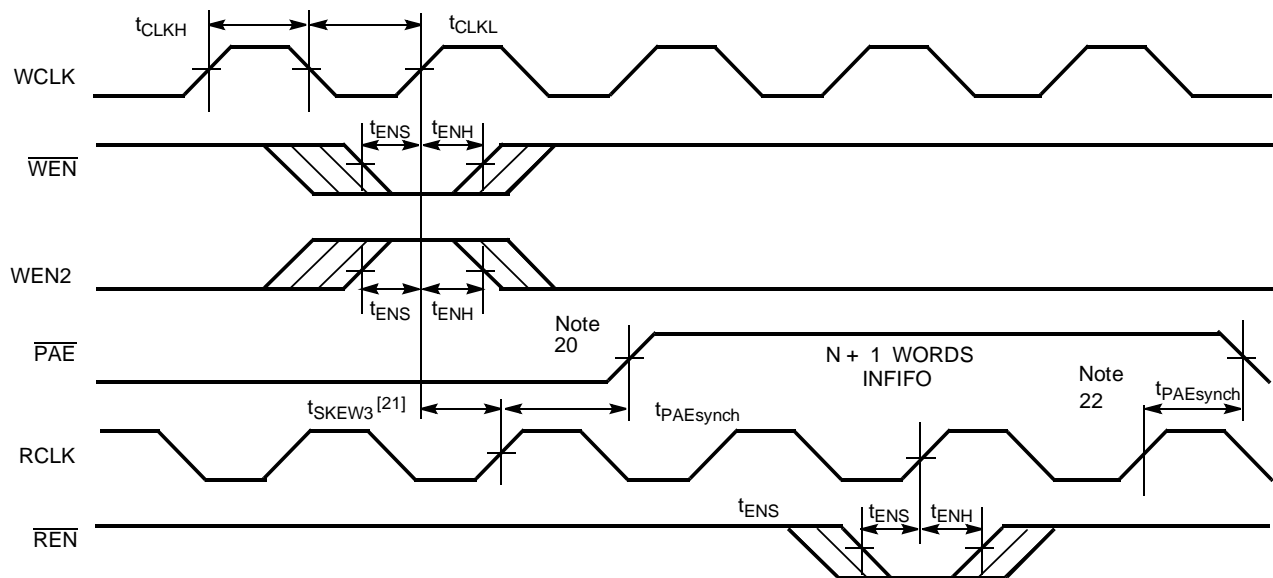 tCLKH
tCLKL
WCLK
tENS
tENH
WEN
WEN2
tENS
tENH
Note
20
PAE
N + 1 WORDS
INFIFO
Note
22
tPAEsynch
tSKEW3 [21]
tPAEsynch
RCLK
tENS
tENS
tENH
REN